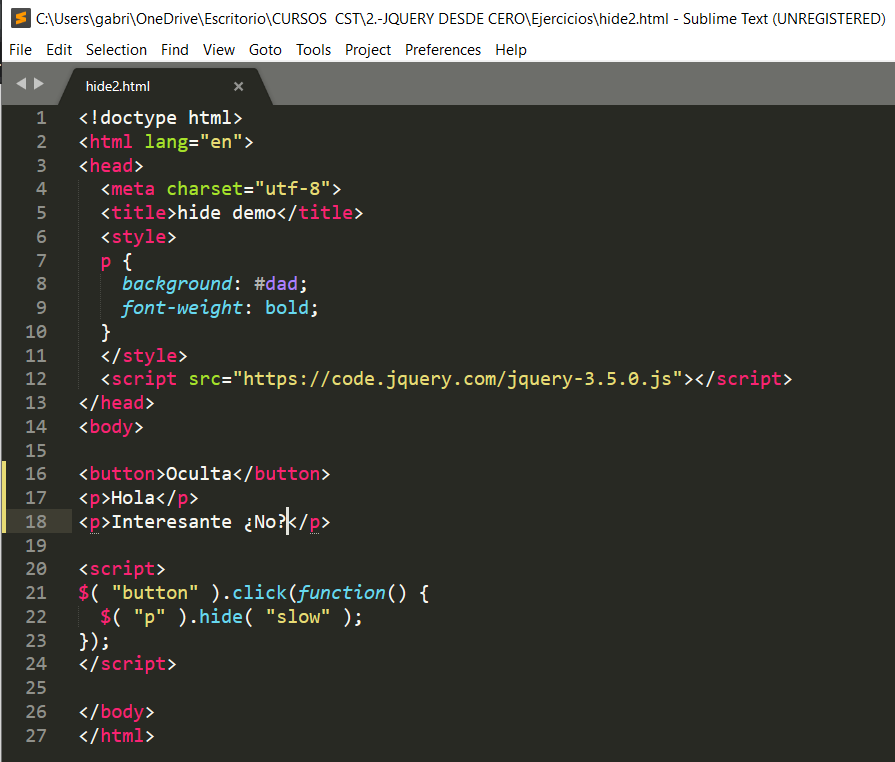 C:\Users\gabri\OneDrive\Escritorio\CURSOS  CST\2.-JQUERY DESDE CERO\Ejercicios\hide2.html - Sublime Text (UNREGISTERED)
File Edit Selection Find View Goto Tools Project Preferences Help
hide2.html ×
1 <!doctype html>
2 <html lang="en">
3 <head>
4   <meta charset="utf-8">
5   <title>hide demo</title>
6   <style>
7   p {
8     background: #dad;
9     font-weight: bold;
10   }
11   </style>
12   <script src="https://code.jquery.com/jquery-3.5.0.js"></script>
13 </head>
14 <body>
15
16 <button>Oculta</button>
17 <p>Hola</p>
18 <p>Interesante ¿No?</p>
19
20 <script>
21 $( "button" ).click(function() {
22   $( "p" ).hide( "slow" );
23 });
24 </script>
25
26 </body>
27 </html>